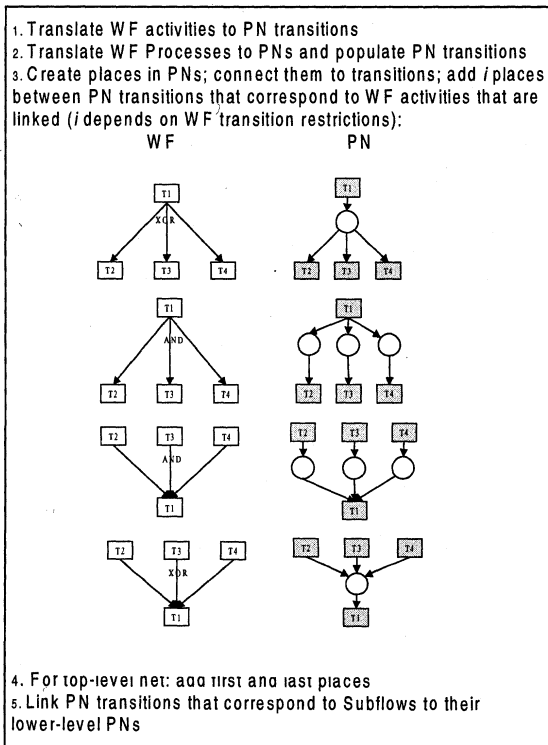 1. Translate WF activities to PN transitions
2. Translate WF Processes to PNs and populate PN transitions
3. Create places in PNs; connect them to transitions; add i places
between PN transitions that correspond to WF activities that are
linked (i depends on WF transition restrictions):
WF PN
T1 T1
XOR
T2 T3 T4 T2 T3 T4
T1 T1
AND
T2 T3 T4 T2 T3 T4
T2 T3 T4 T2 T3 T4
AND
T1 T1
T2 T3 T4 T2 T3 T4
XOR
T1 T1
4. For top-level net: add first and last places
5. Link PN transitions that correspond to Subflows to their
lower-level PNs